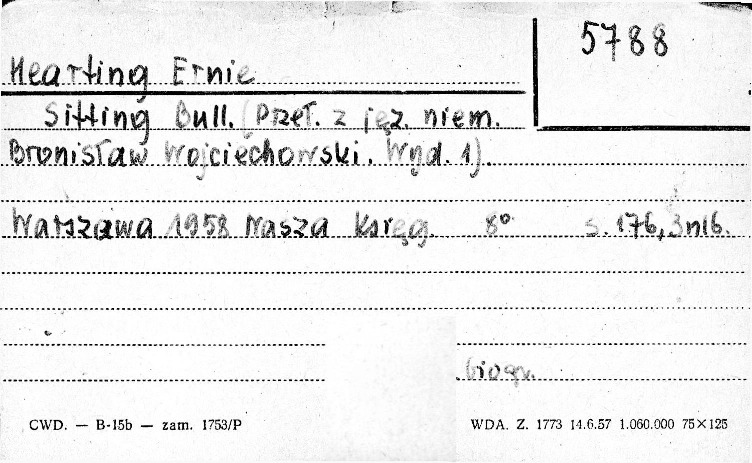 5788
Hearting Ernie
Sitting Bull. (Przeł. z jęz. niem.
Bronisław Wojciechowski. Wyd. 1).
Warszawa 1958 Nasza Księg. 8° s. 176, 3 nlb.
biogr.
CWD. — B-15b — zam. 1753/P
WDA. Z. 1773 14.6.57 1.060.000 75×125